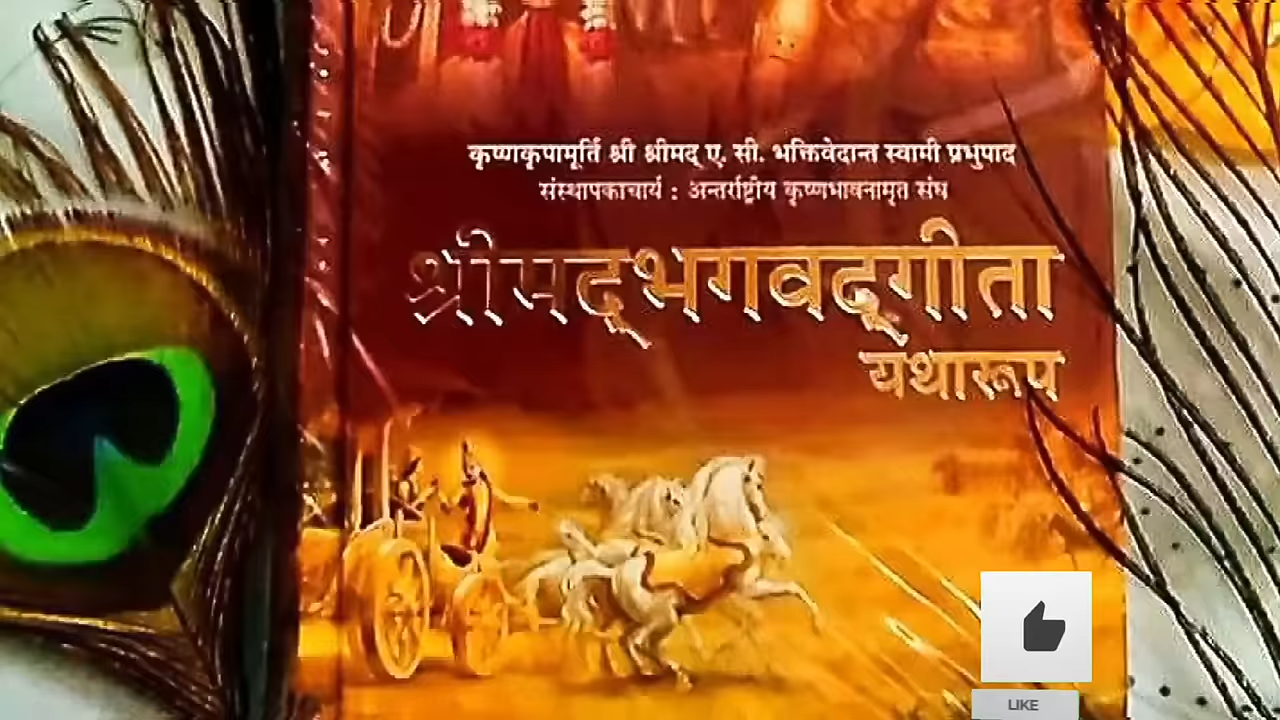 कृष्णकृपामूर्ति श्री श्रीमद् ए. सी. भक्तिवेदान्त स्वामी प्रभुपाद
संस्थापकाचार्य : अन्तर्राष्ट्रीय कृष्णभावनामृत संघ
श्रीमद्भगवद्गीता
यथारूप
LIKE